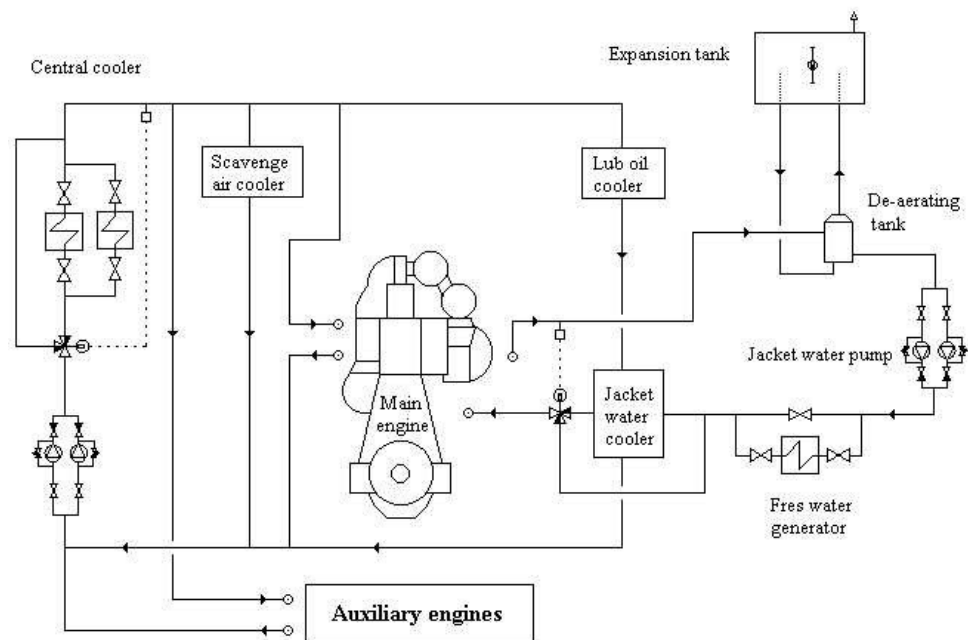 Central cooler
Expansion tank
Scavenge
air cooler
Lub oil
cooler
De-aerating
tank
Jacket water pump
Main
engine
Jacket
water
cooler
Fres water
generator
Auxiliary engines